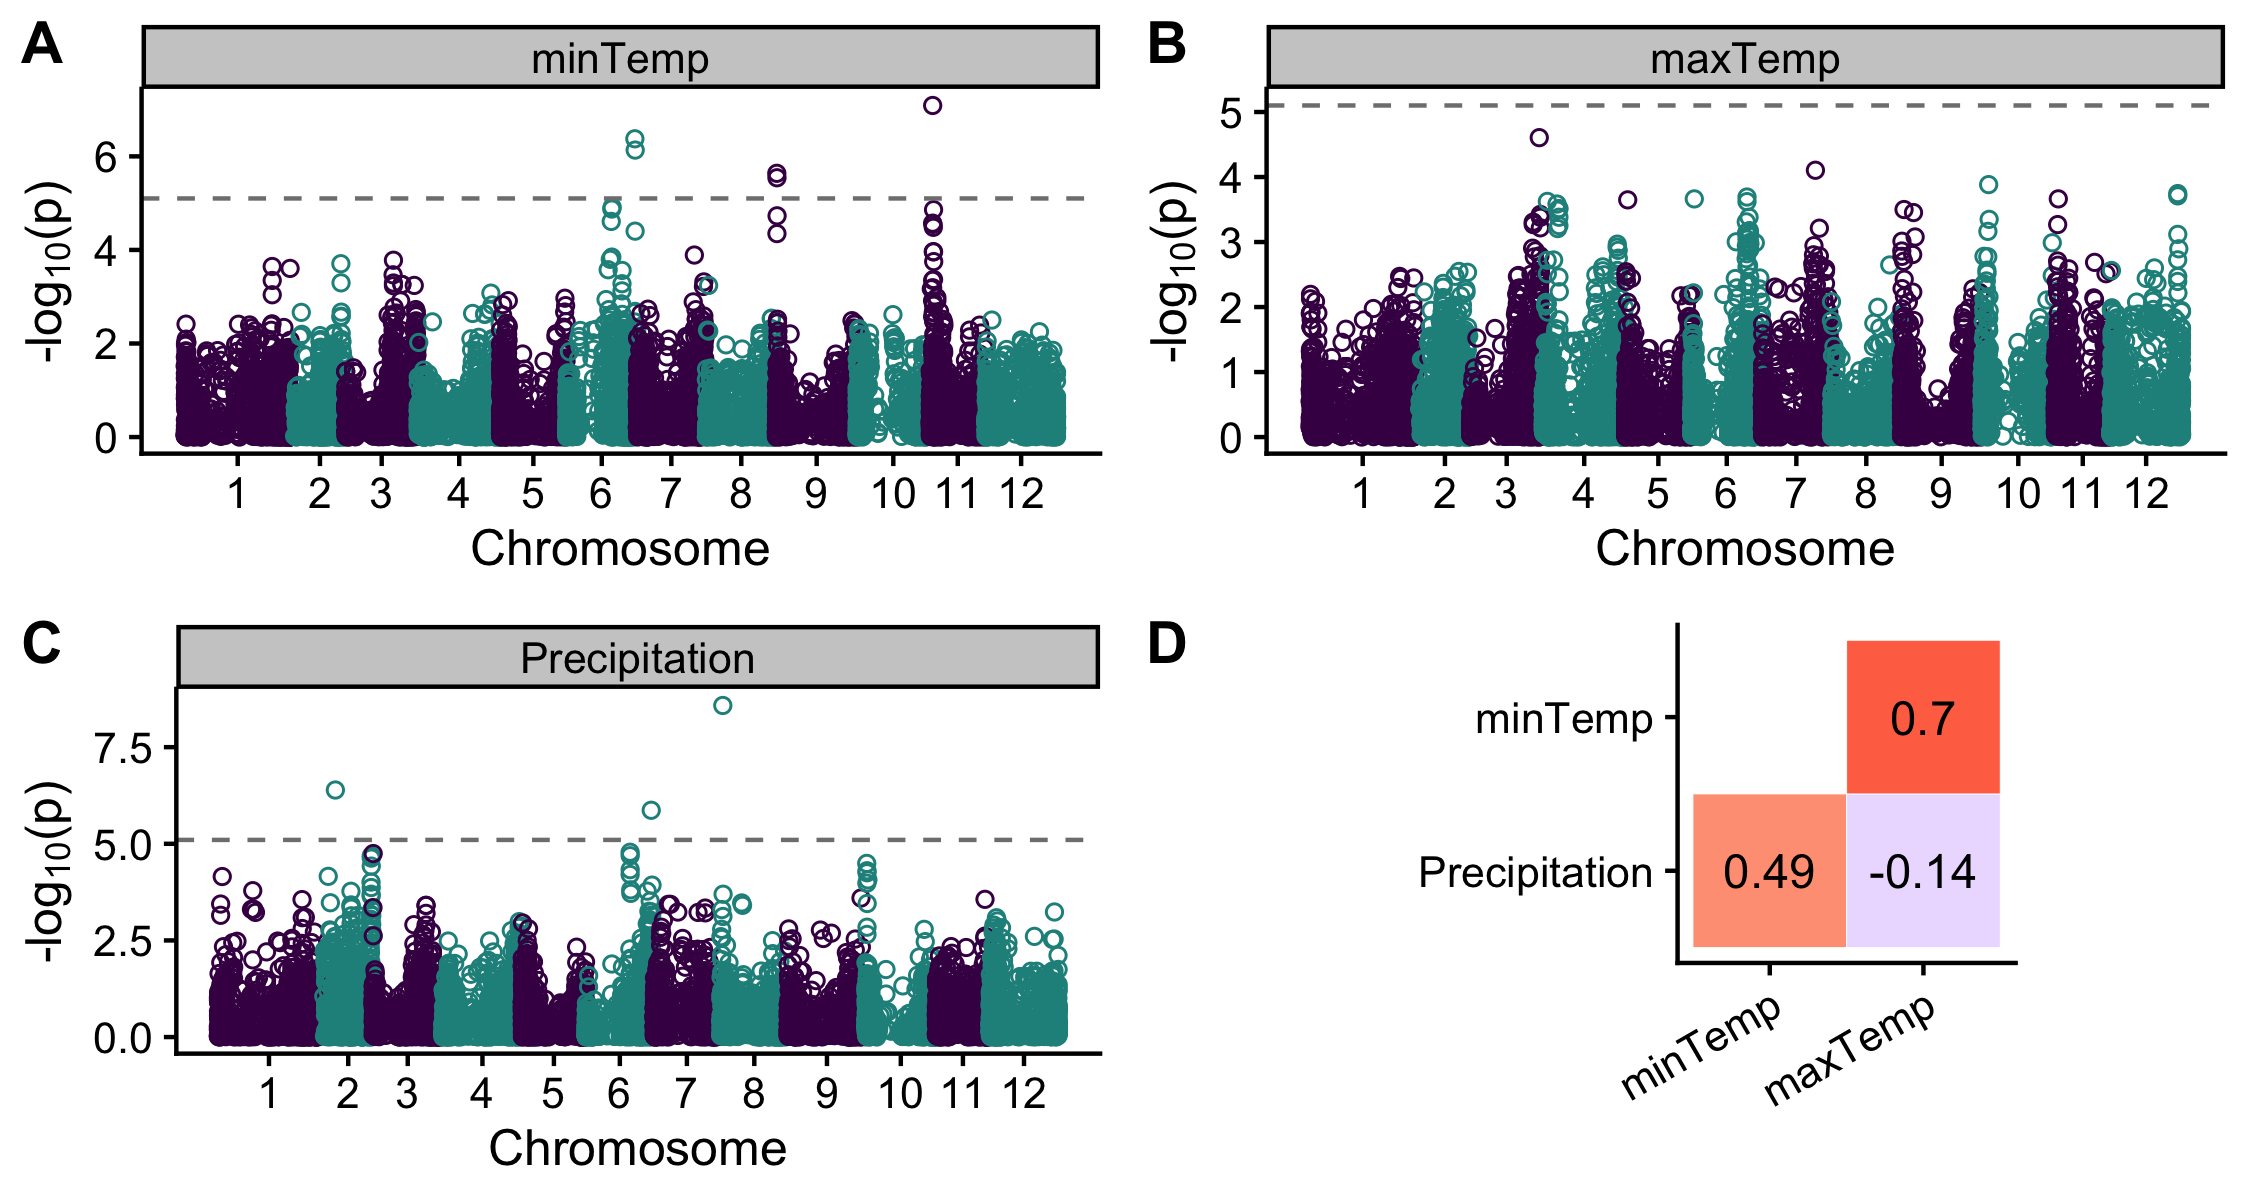 A
minTemp
-log10(p)
6
4
2
0
1 2 3 4 5 6 7 8 9 10 11 12
Chromosome
B
maxTemp
-log10(p)
5
4
3
2
1
0
1 2 3 4 5 6 7 8 9 10 11 12
Chromosome
C
Precipitation
-log10(p)
7.5
5.0
2.5
0.0
1 2 3 4 5 6 7 8 9 10 11 12
Chromosome
D
minTemp
0.7
Precipitation
0.49 -0.14
minTemp
maxTemp